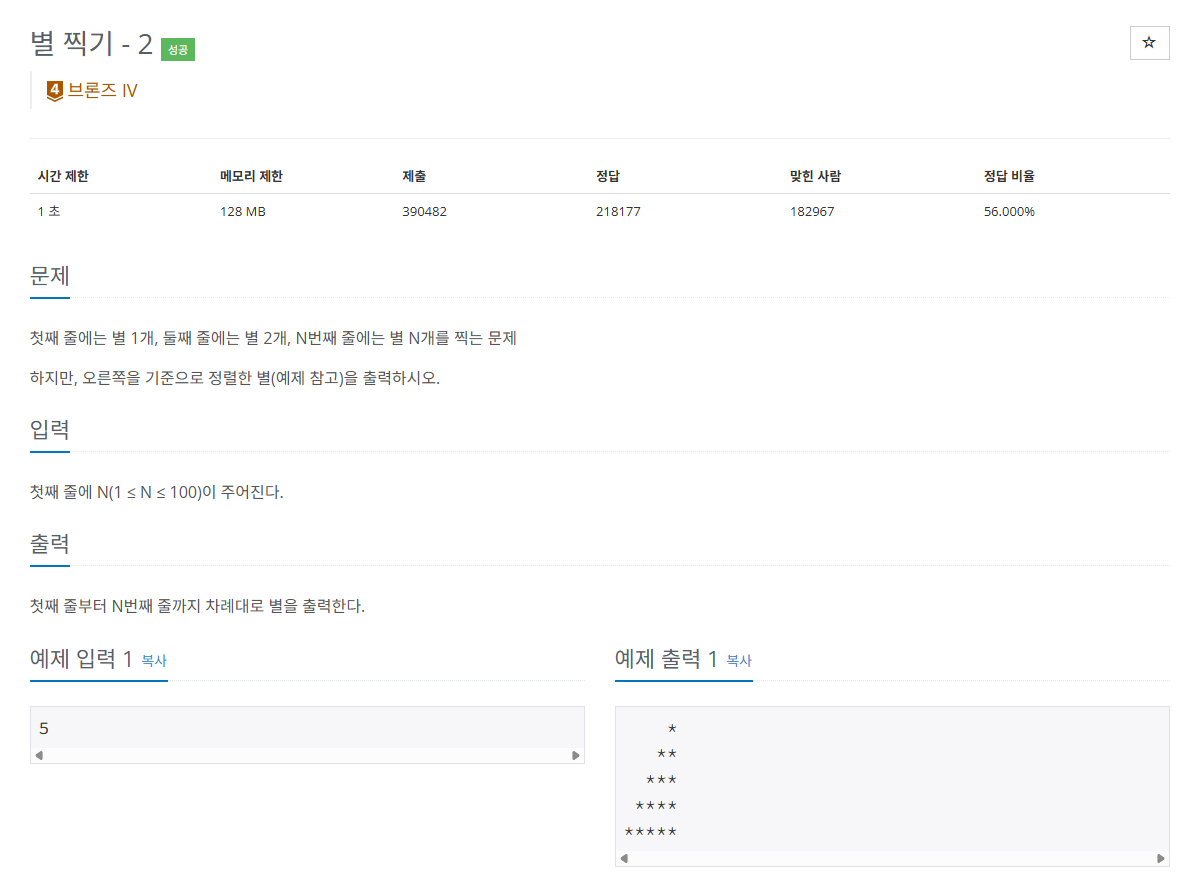 별 찍기 - 2 성공
☆
4 브론즈 IV
시간 제한 메모리 제한 제출 정답 맞힌 사람 정답 비율
1 초 128 MB 390482 218177 182967 56.000%
문제
첫째 줄에는 별 1개, 둘째 줄에는 별 2개, N번째 줄에는 별 N개를 찍는 문제
하지만, 오른쪽을 기준으로 정렬한 별(예제 참고)을 출력하시오.
입력
첫째 줄에 N(1 ≤ N ≤ 100)이 주어진다.
출력
첫째 줄부터 N번째 줄까지 차례대로 별을 출력한다.
예제 입력 1 복사
5
예제 출력 1 복사
    *
   **
  ***
 ****
*****